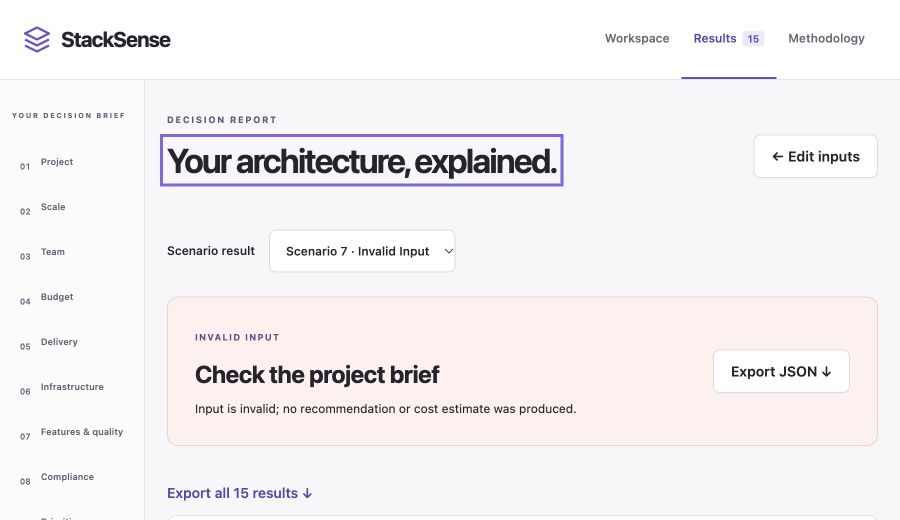 StackSense
Workspace
Results 15
Methodology
YOUR DECISION BRIEF
01 Project
02 Scale
03 Team
04 Budget
05 Delivery
06 Infrastructure
07 Features & quality
08 Compliance
DECISION REPORT
Your architecture, explained.
← Edit inputs
Scenario result
Scenario 7 · Invalid Input
INVALID INPUT
Check the project brief
Input is invalid; no recommendation or cost estimate was produced.
Export JSON ↓
Export all 15 results ↓